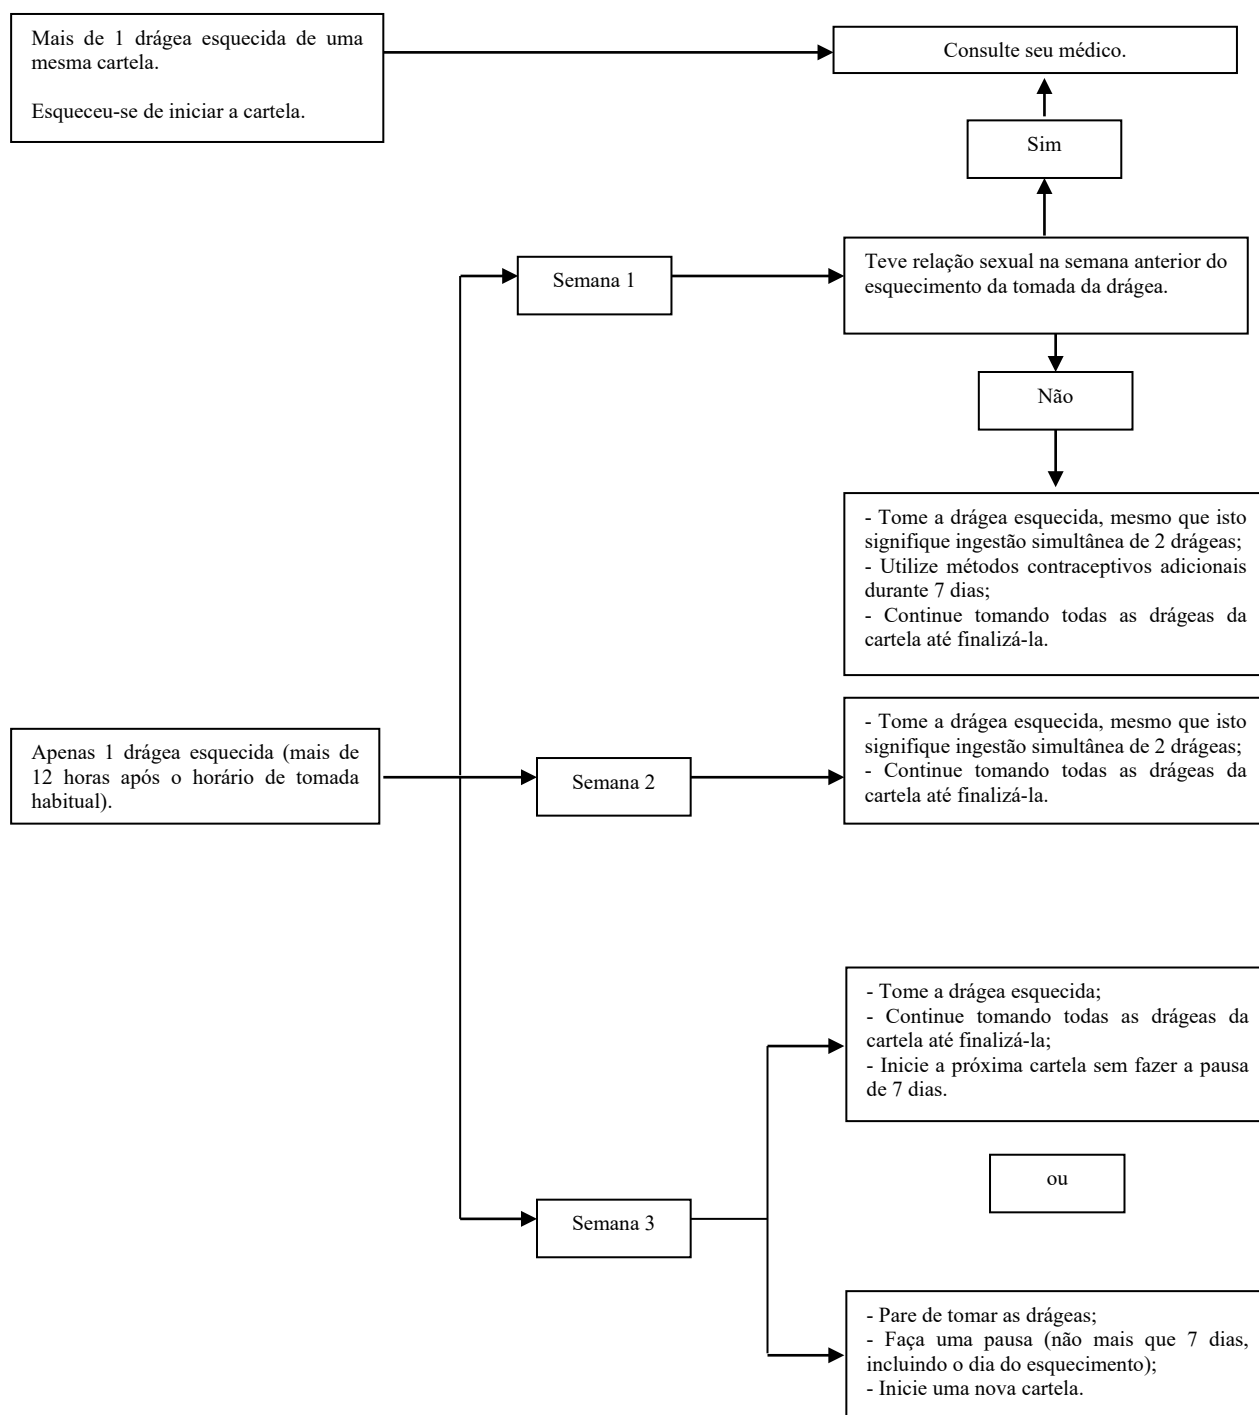 Mais de 1 drágea esquecida de uma
mesma cartela.
Esqueceu-se de iniciar a cartela.
Consulte seu médico.
Sim
Teve relação sexual na semana anterior do
esquecimento da tomada da drágea.
Semana 1
Não
- Tome a drágea esquecida, mesmo que isto
signifique ingestão simultânea de 2 drágeas;
- Utilize métodos contraceptivos adicionais
durante 7 dias;
- Continue tomando todas as drágeas da
cartela até finalizá-la.
Apenas 1 drágea esquecida (mais de
12 horas após o horário de tomada
habitual).
Semana 2
- Tome a drágea esquecida, mesmo que isto
signifique ingestão simultânea de 2 drágeas;
- Continue tomando todas as drágeas da
cartela até finalizá-la.
- Tome a drágea esquecida;
- Continue tomando todas as drágeas da
cartela até finalizá-la;
- Inicie a próxima cartela sem fazer a pausa
de 7 dias.
ou
Semana 3
- Pare de tomar as drágeas;
- Faça uma pausa (não mais que 7 dias,
incluindo o dia do esquecimento);
- Inicie uma nova cartela.